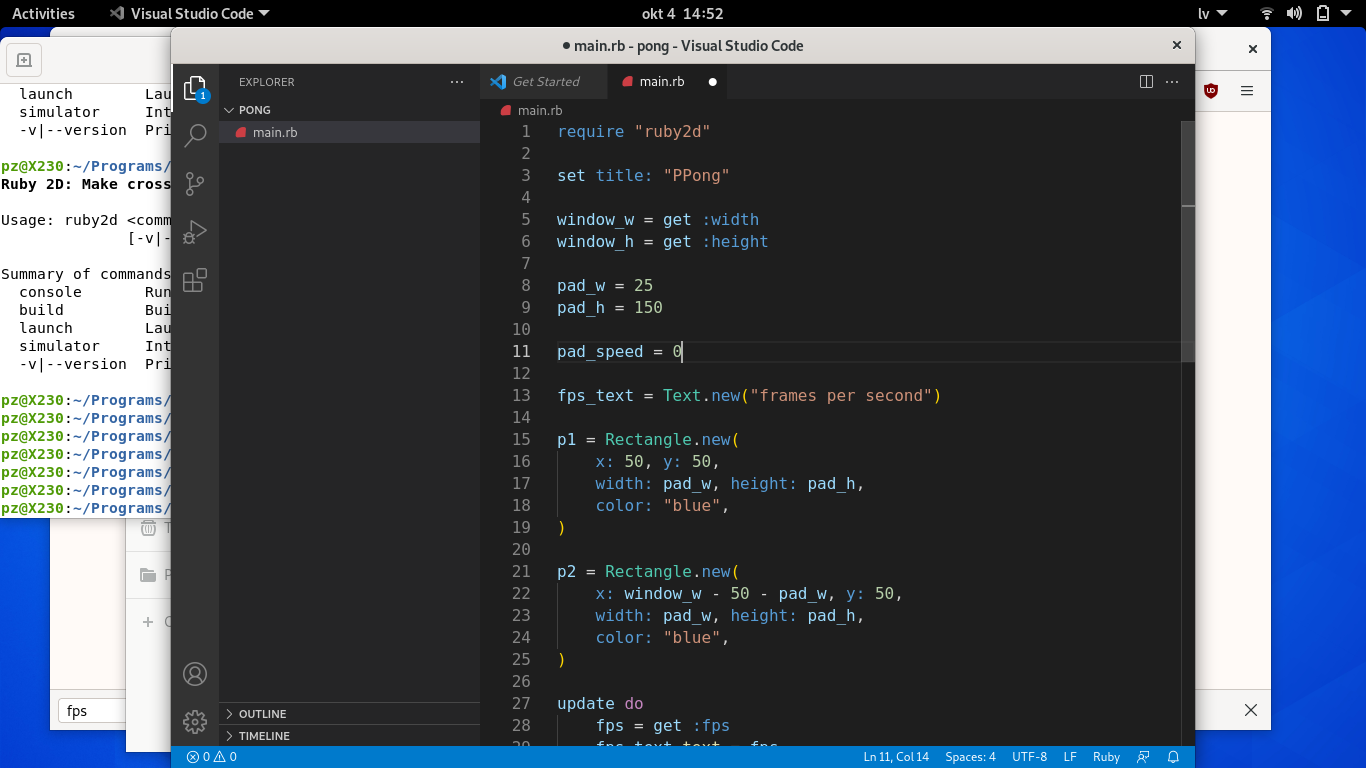 Activities Visual Studio Code okt 4 14:52 lv
main.rb - pong - Visual Studio Code
launch
simulator
-v|--version
pz@X230:~/Programs/
Ruby 2D: Make cross
Usage: ruby2d <comm
[-v|-
Summary of commands
console Run
build Bui
launch Lau
simulator Int
-v|--version Pri
pz@X230:~/Programs/
pz@X230:~/Programs/
pz@X230:~/Programs/
pz@X230:~/Programs/
pz@X230:~/Programs/
pz@X230:~/Programs/
pz@X230:~/Programs/
fps
EXPLORER
PONG
main.rb
OUTLINE
TIMELINE
1
Get Started main.rb
main.rb
1 require "ruby2d"
2
3 set title: "PPong"
4
5 window_w = get :width
6 window_h = get :height
7
8 pad_w = 25
9 pad_h = 150
10
11 pad_speed = 0
12
13 fps_text = Text.new("frames per second")
14
15 p1 = Rectangle.new(
16 x: 50, y: 50,
17 width: pad_w, height: pad_h,
18 color: "blue",
19 )
20
21 p2 = Rectangle.new(
22 x: window_w - 50 - pad_w, y: 50,
23 width: pad_w, height: pad_h,
24 color: "blue",
25 )
26
27 update do
28 fps = get :fps
29 fps_text.text = fps
0 0 Ln 11, Col 14 Spaces: 4 UTF-8 LF Ruby